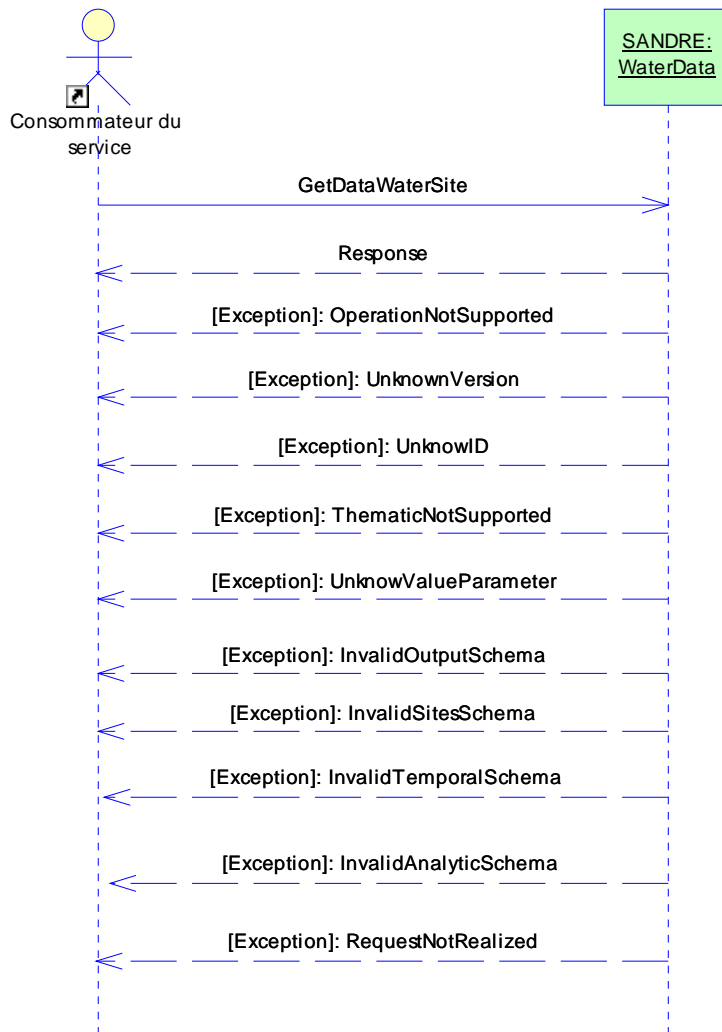 SANDRE:
WaterData
Consommateur du
service
GetDataWaterSite
Response
[Exception]: OperationNotSupported
[Exception]: UnknownVersion
[Exception]: UnknowID
[Exception]: ThematicNotSupported
[Exception]: UnknowValueParameter
[Exception]: InvalidOutputSchema
[Exception]: InvalidSitesSchema
[Exception]: InvalidTemporalSchema
[Exception]: InvalidAnalyticSchema
[Exception]: RequestNotRealized